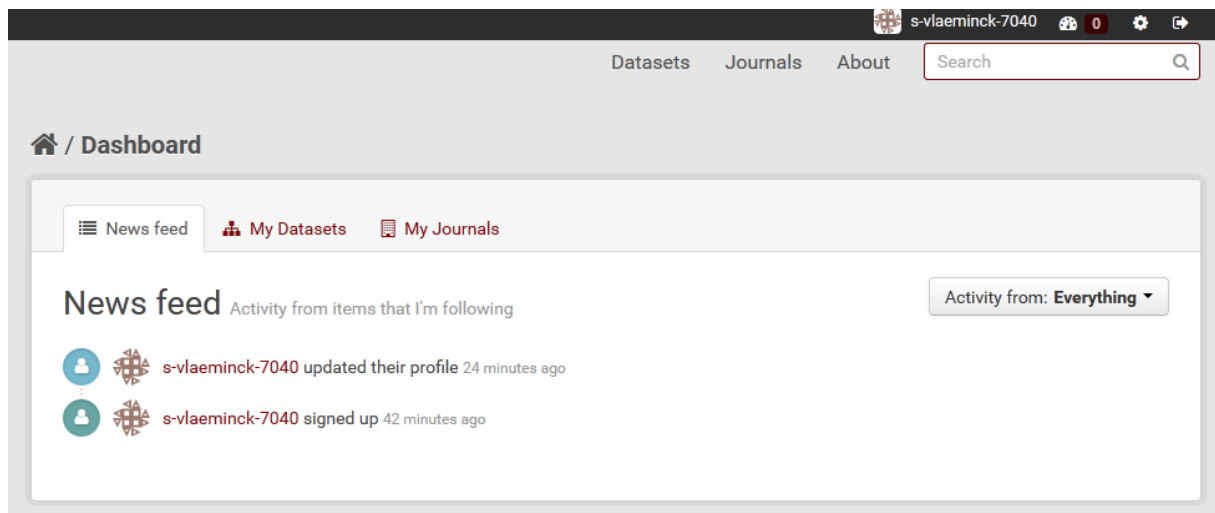 s-vlaeminck-7040 0
Datasets Journals About Search
/ Dashboard
News feed My Datasets My Journals
News feed Activity from items that I'm following Activity from: Everything
s-vlaeminck-7040 updated their profile 24 minutes ago
s-vlaeminck-7040 signed up 42 minutes ago